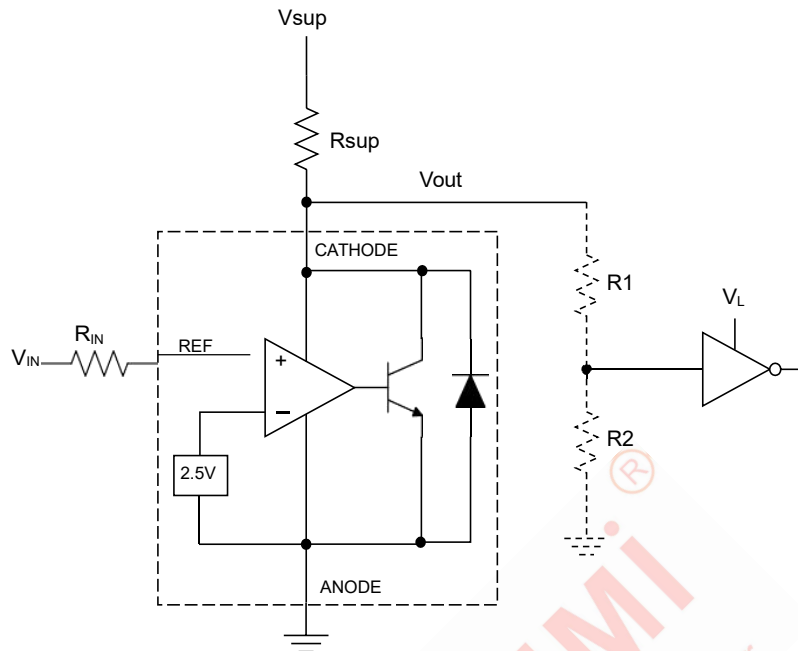 Vsup
Rsup
Vout
CATHODE
R1
VL
RIN
VIN
REF
+
−
2.5V
R2
®
ANODE